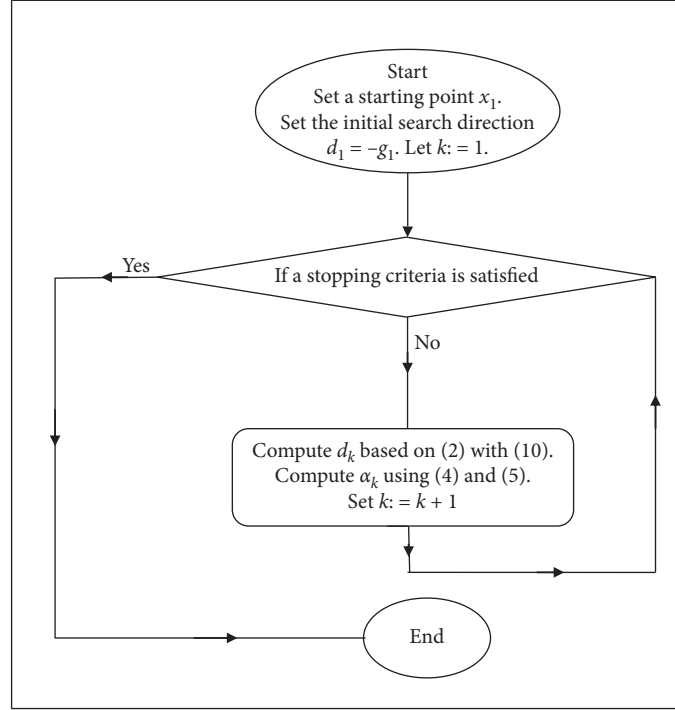 Start
Set a starting point x₁.
Set the initial search direction
d₁ = –g₁. Let k: = 1.
If a stopping criteria is satisfied
Yes
No
Compute dₖ based on (2) with (10).
Compute αₖ using (4) and (5).
Set k: = k + 1
End